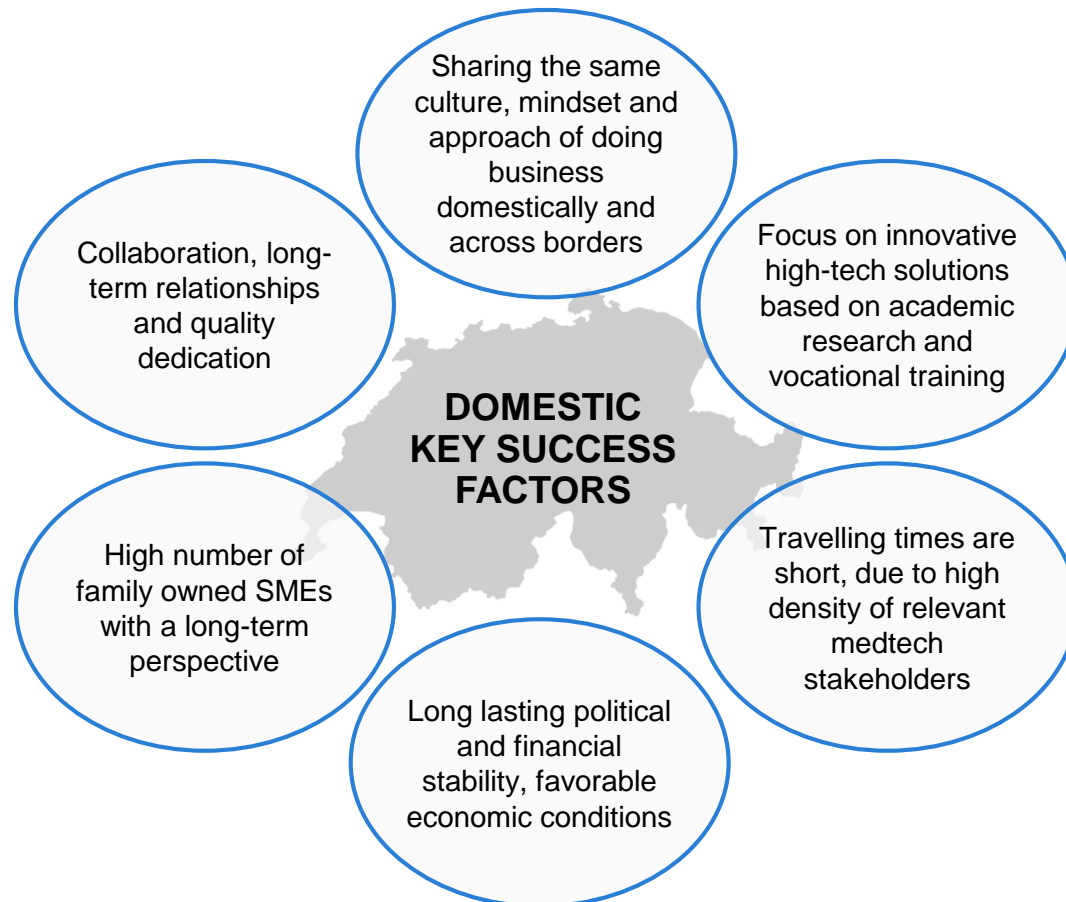 Sharing the same
culture, mindset and
approach of doing
business
domestically and
across borders
Collaboration, long-
term relationships
and quality
dedication
Focus on innovative
high-tech solutions
based on academic
research and
vocational training
DOMESTIC
KEY SUCCESS
FACTORS
High number of
family owned SMEs
with a long-term
perspective
Travelling times are
short, due to high
density of relevant
medtech
stakeholders
Long lasting political
and financial
stability, favorable
economic conditions